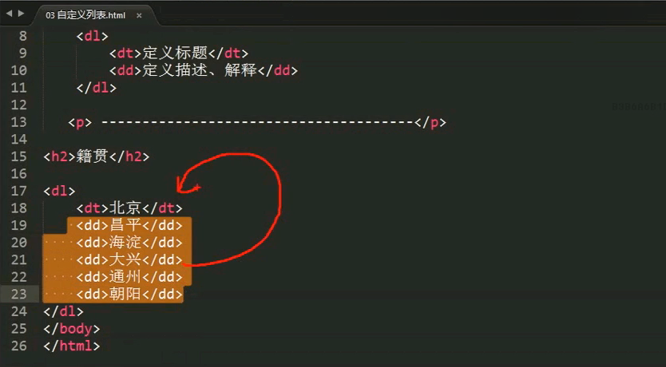 03 自定义列表.html ×
8 <dl>
9 <dt>定义标题</dt>
10 <dd>定义描述、解释</dd>
11 </dl>
12
13 <p> -------------------------------------</p>
14
15 <h2>籍贯</h2>
16
17 <dl>
18 <dt>北京</dt>
19 <dd>昌平</dd>
20 <dd>海淀</dd>
21 <dd>大兴</dd>
22 <dd>通州</dd>
23 <dd>朝阳</dd>
24 </dl>
25 </body>
26 </html>